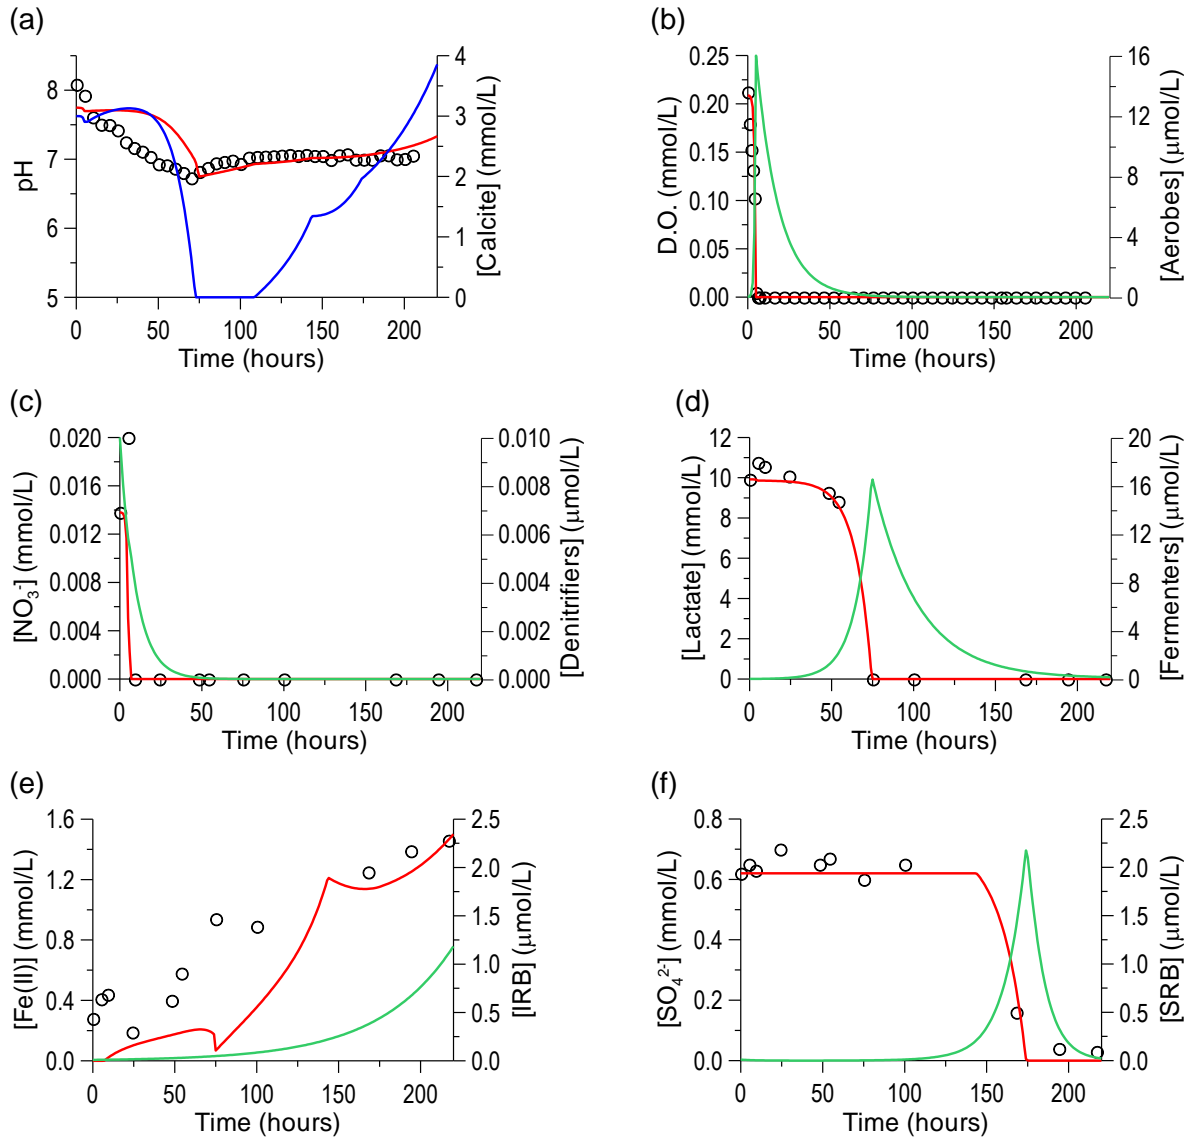 (a)
8
7
6
5
pH
4
3
2
1
0
[Calcite] (mmol/L)
0 50 100 150 200
Time (hours)
(b)
0.25
0.20
0.15
0.10
0.05
0.00
D.O. (mmol/L)
16
12
8
4
0
[Aerobes] (μmol/L)
0 50 100 150 200
Time (hours)
(c)
0.020
0.016
0.012
0.008
0.004
0.000
[NO₃⁻] (mmol/L)
0.010
0.008
0.006
0.004
0.002
0.000
[Denitrifiers] (μmol/L)
0 50 100 150 200
Time (hours)
(d)
12
10
8
6
4
2
0
[Lactate] (mmol/L)
20
16
12
8
4
0
[Fermenters] (μmol/L)
0 50 100 150 200
Time (hours)
(e)
1.6
1.2
0.8
0.4
0.0
[Fe(II)] (mmol/L)
2.5
2.0
1.5
1.0
0.5
0.0
[IRB] (μmol/L)
0 50 100 150 200
Time (hours)
(f)
0.8
0.6
0.4
0.2
0.0
[SO₄²⁻] (mmol/L)
2.5
2.0
1.5
1.0
0.5
0.0
[SRB] (μmol/L)
0 50 100 150 200
Time (hours)